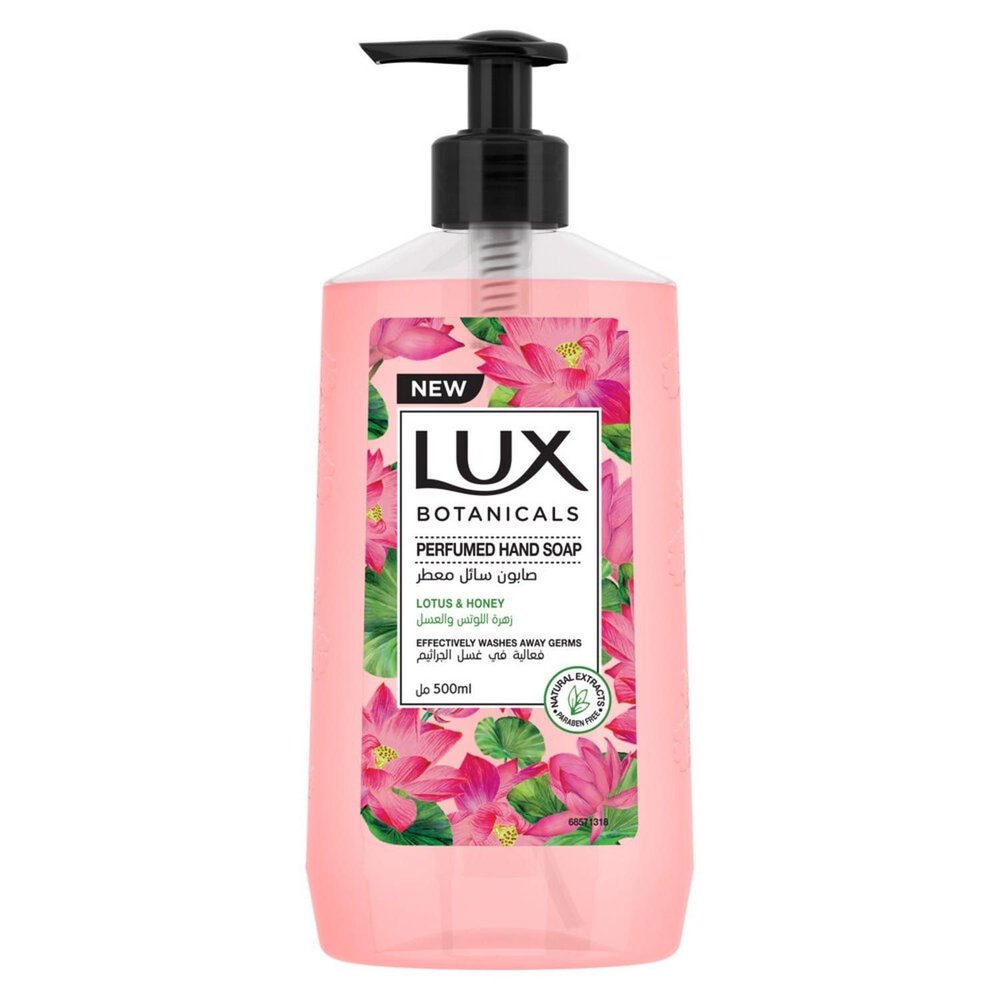 NEW
LUX
BOTANICALS
PERFUMED HAND SOAP
صابون سائل معطر
LOTUS & HONEY
زهرة اللوتس والعسل
EFFECTIVELY WASHES AWAY GERMS
فعالية في غسل الجراثيم
500ml مل
NATURAL EXTRACTS
PARABEN FREE
68571318